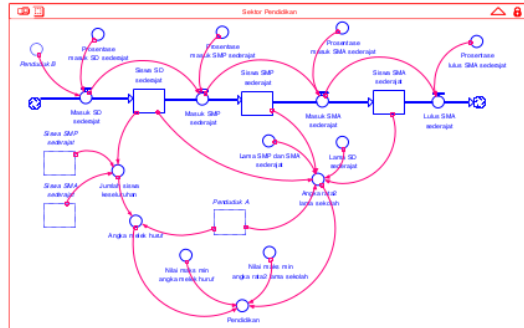 Sektor Pendidikan
Prosentase
masuk SD sederajat
Prosentase
masuk SMP sederajat
Prosentase
masuk SMA sederajat
Prosentase
lulus SMA sederajat
Penduduk B
Siswa SD
sederajat
Siswa SMP
sederajat
Siswa SMA
sederajat
Masuk SD
sederajat
Masuk SMP
sederajat
Masuk SMA
sederajat
Lulus SMA
sederajat
Siswa SMP
sederajat
Lama SMP dan SMA
sederajat
Lama SD
sederajat
Siswa SMA
sederajat
Jumlah siswa
keseluruhan
Angka rata2
lama sekolah
Penduduk A
Angka melek huruf
Nilai maks min
angka melek huruf
Nilai maks min
angka rata2 lama sekolah
Pendidikan